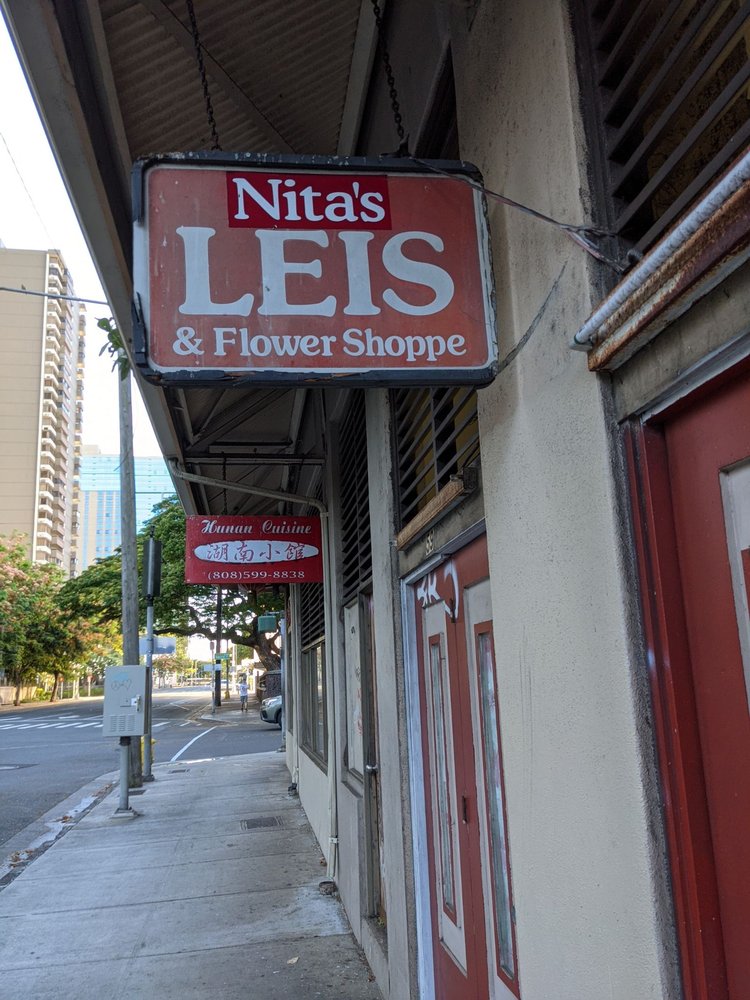 Nita's
LEIS
& Flower Shoppe
Hunan Cuisine
湖南小館
(808)599-8838